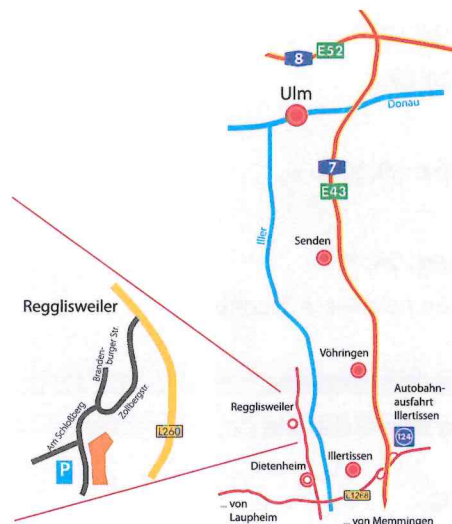 8
E52
Ulm
Donau
7
E43
Iller
Senden
Regglisweiler
Branden-
burger Str.
Zollbergstr.
Am Schloßberg
P
L260
Vöhringen
Autobahn-
ausfahrt
Illertissen
124
Regglisweiler
Dietenheim
Illertissen
L1268
... von
Laupheim
... von Memmingen